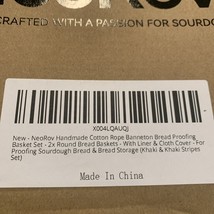 NEOROV
CRAFTED WITH A PASSION FOR SOURDO
X004LQAUQJ
New - NeoRov Handmade Cotton Rope Banneton Bread Proofing
Basket Set - 2x Round Bread Baskets - With Liner & Cloth Cover - For
Proofing Sourdough Bread & Bread Storage (Khaki & Khaki Stripes
Set)
Made In China